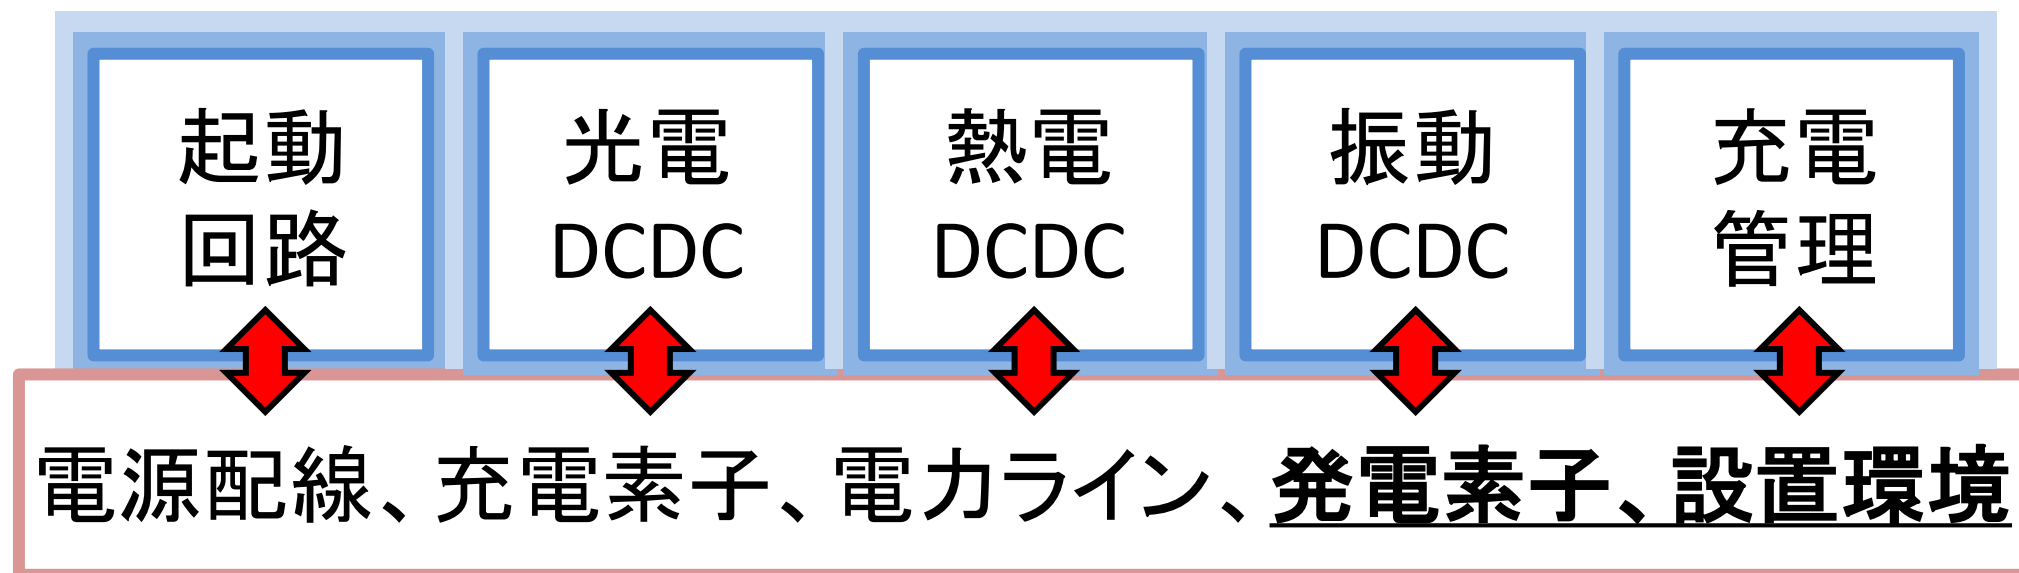 起動
回路
光電
DCDC
熱電
DCDC
振動
DCDC
充電
管理
電源配線、充電素子、電力ライン、発電素子、設置環境